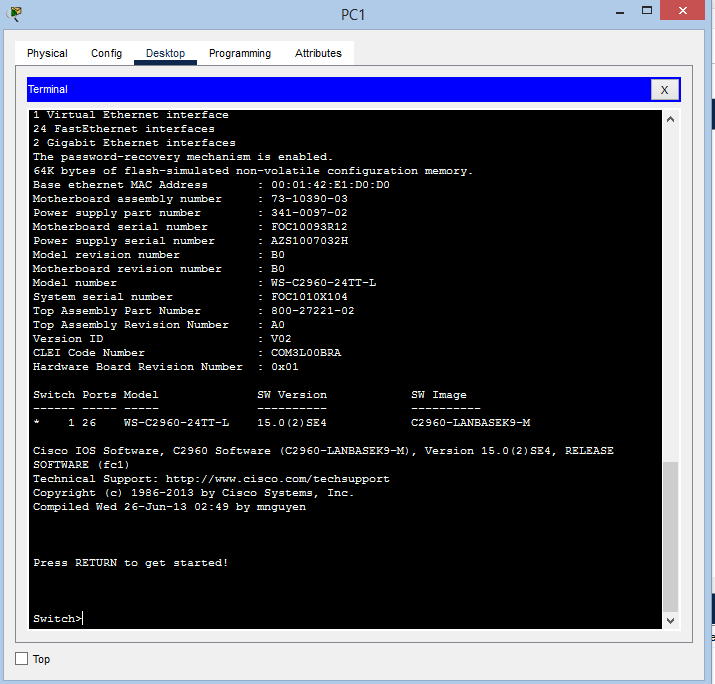 PC1
Physical Config Desktop Programming Attributes
Terminal X
1 Virtual Ethernet interface
24 FastEthernet interfaces
2 Gigabit Ethernet interfaces
The password-recovery mechanism is enabled.
64K bytes of flash-simulated non-volatile configuration memory.
Base ethernet MAC Address       : 00:01:42:E1:D0:D0
Motherboard assembly number     : 73-10390-03
Power supply part number        : 341-0097-02
Motherboard serial number       : FOC10093R12
Power supply serial number      : AZS1007032H
Model revision number           : B0
Motherboard revision number     : B0
Model number                    : WS-C2960-24TT-L
System serial number            : FOC1010X104
Top Assembly Part Number        : 800-27221-02
Top Assembly Revision Number    : A0
Version ID                      : V02
CLEI Code Number                : COM3L00BRA
Hardware Board Revision Number  : 0x01
Switch Ports Model              SW Version            SW Image
------ ----- -----              ----------            ----------
*    1 26    WS-C2960-24TT-L    15.0(2)SE4            C2960-LANBASEK9-M
Cisco IOS Software, C2960 Software (C2960-LANBASEK9-M), Version 15.0(2)SE4, RELEASE
SOFTWARE (fc1)
Technical Support: http://www.cisco.com/techsupport
Copyright (c) 1986-2013 by Cisco Systems, Inc.
Compiled Wed 26-Jun-13 02:49 by mnguyen
Press RETURN to get started!
Switch>
Top